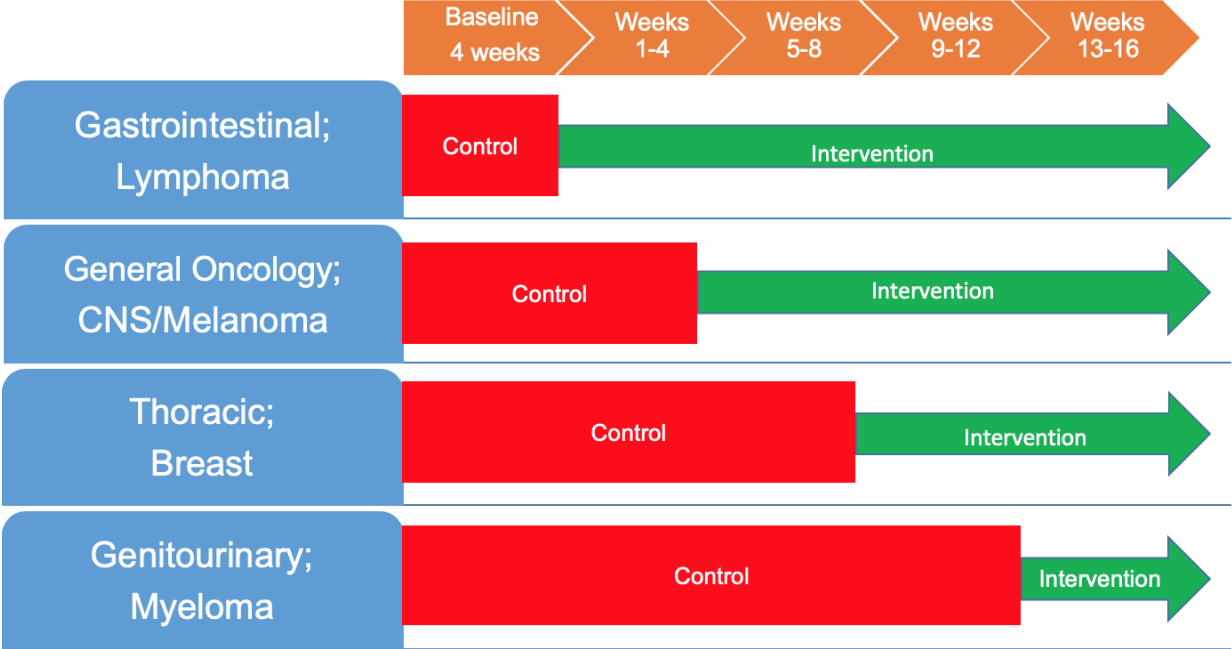 Baseline
4 weeks
Weeks
1-4
Weeks
5-8
Weeks
9-12
Weeks
13-16
Gastrointestinal;
Lymphoma
Control
Intervention
General Oncology;
CNS/Melanoma
Control
Intervention
Thoracic;
Breast
Control
Intervention
Genitourinary;
Myeloma
Control
Intervention